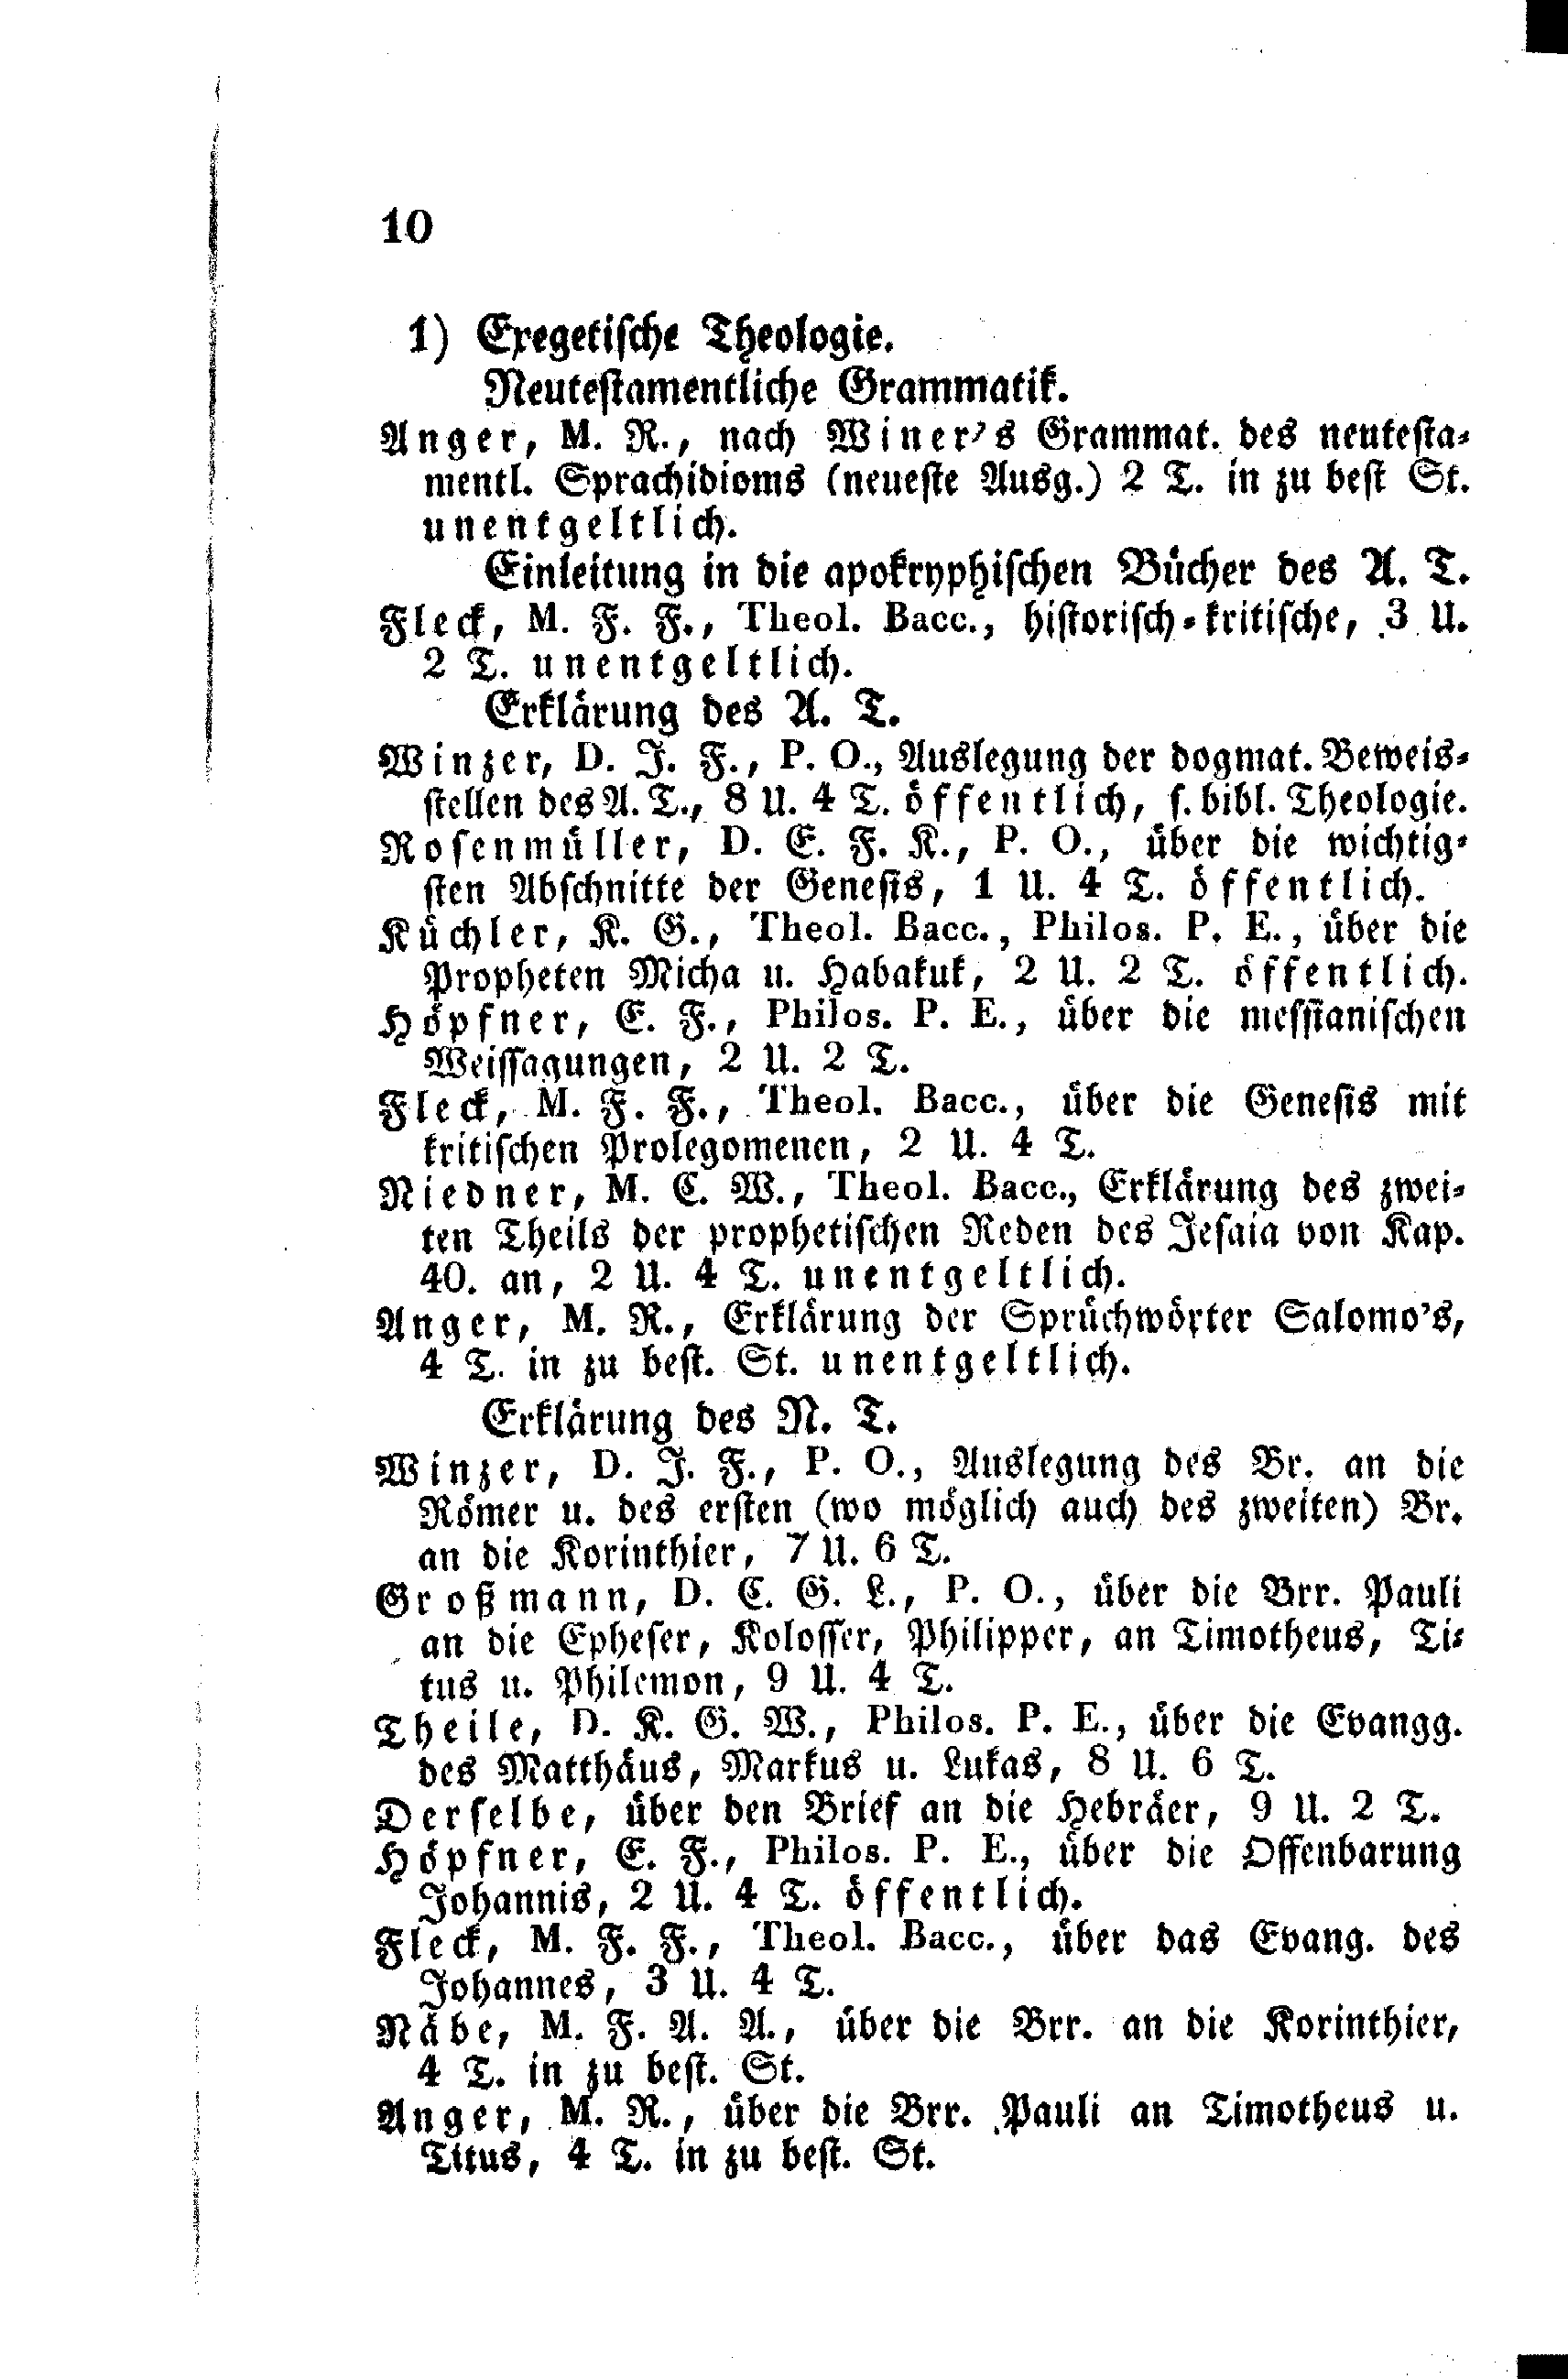 10
1) Exegetische Theologie.
Neutestamentliche Grammatik.
Anger, M. R., nach Winer's Grammat. des neutesta-
mentl. Sprachidioms (neueste Ausg.) 2 T. in zu best St.
unentgeltlich.
Einleitung in die apokryphischen Bücher des A. T.
Fleck, M. F. F., Theol. Bacc., historisch-kritische, 3 U.
2 T. unentgeltlich.
Erklärung des A. T.
Winzer, D. J. F., P. O., Auslegung der dogmat. Beweis-
stellen des A. T., 8 U. 4 T. öffentlich, s. bibl. Theologie.
Rosenmüller, D. E. F. K., P. O., über die wichtig-
sten Abschnitte der Genesis, 1 U. 4 T. öffentlich.
Küchler, K. G., Theol. Bacc., Philos. P. E., über die
Propheten Micha u. Habakuk, 2 U. 2 T. öffentlich.
Höpfner, E. F., Philos. P. E., über die messianischen
Weissagungen, 2 U. 2 T.
Fleck, M. F. F., Theol. Bacc., über die Genesis mit
kritischen Prolegomenen, 2 U. 4 T.
Niedner, M. C. W., Theol. Bacc., Erklärung des zwei-
ten Theils der prophetischen Reden des Jesaia von Kap.
40. an, 2 U. 4 T. unentgeltlich.
Anger, M. R., Erklärung der Sprüchwörter Salomo's,
4 T. in zu best. St. unentgeltlich.
Erklärung des N. T.
Winzer, D. J. F., P. O., Auslegung des Br. an die
Römer u. des ersten (wo möglich auch des zweiten) Br.
an die Korinthier, 7 U. 6 T.
Großmann, D. C. G. L., P. O., über die Brr. Pauli
an die Epheser, Kolosser, Philipper, an Timotheus, Ti-
tus u. Philemon, 9 U. 4 T.
Theile, D. K. G. W., Philos. P. E., über die Evangg.
des Matthäus, Markus u. Lukas, 8 U. 6 T.
Derselbe, über den Brief an die Hebräer, 9 U. 2 T.
Höpfner, E. F., Philos. P. E., über die Offenbarung
Johannis, 2 U. 4 T. öffentlich.
Fleck, M. F. F., Theol. Bacc., über das Evang. des
Johannes, 3 U. 4 T.
Näbe, M. F. A. A., über die Brr. an die Korinthier,
4 T. in zu best. St.
Anger, M. R., über die Brr. Pauli an Timotheus u.
Titus, 4 T. in zu best. St.